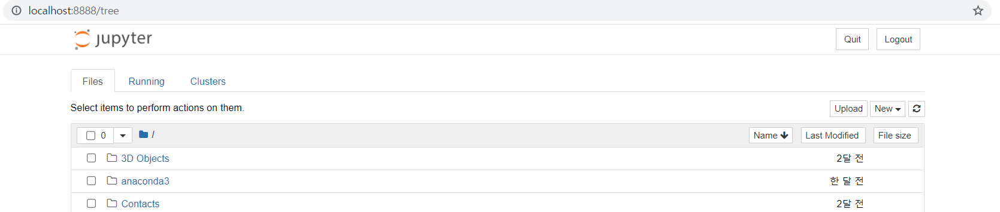 localhost:8888/tree
jupyter
Quit Logout
Files Running Clusters
Select items to perform actions on them.
Upload New
0 / Name Last Modified File size
3D Objects 2달 전
anaconda3 한 달 전
Contacts 2달 전